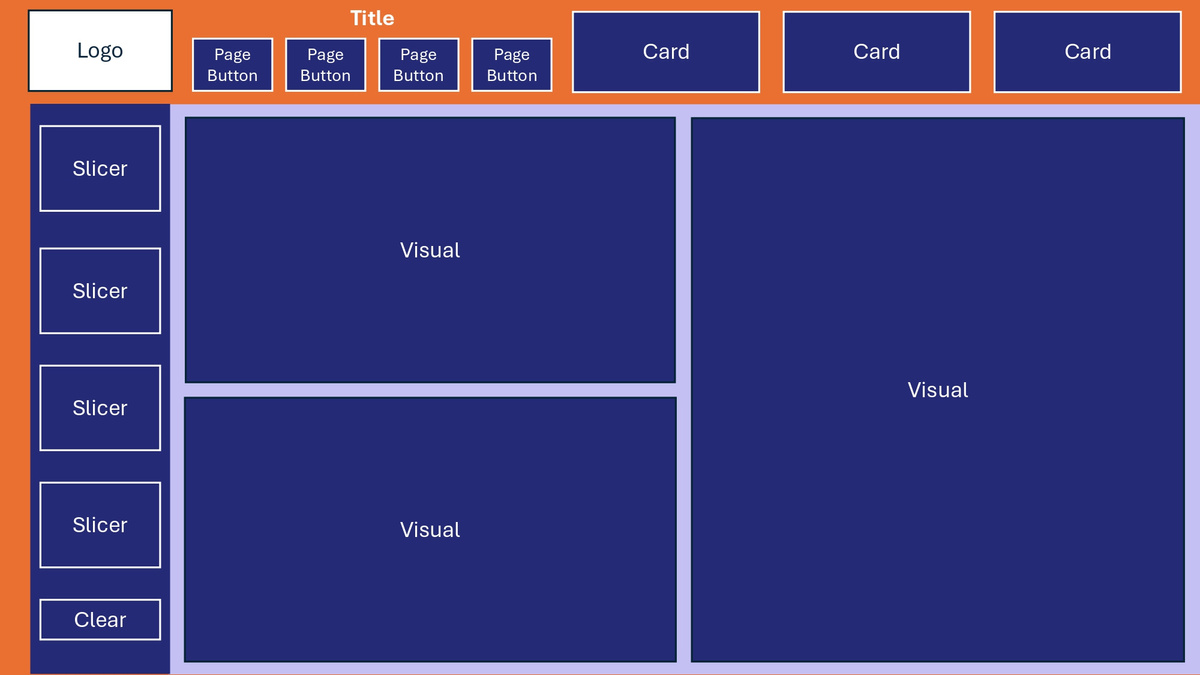 Logo
Title
Page
Button
Page
Button
Page
Button
Page
Button
Card
Card
Card
Slicer
Slicer
Slicer
Slicer
Clear
Visual
Visual
Visual